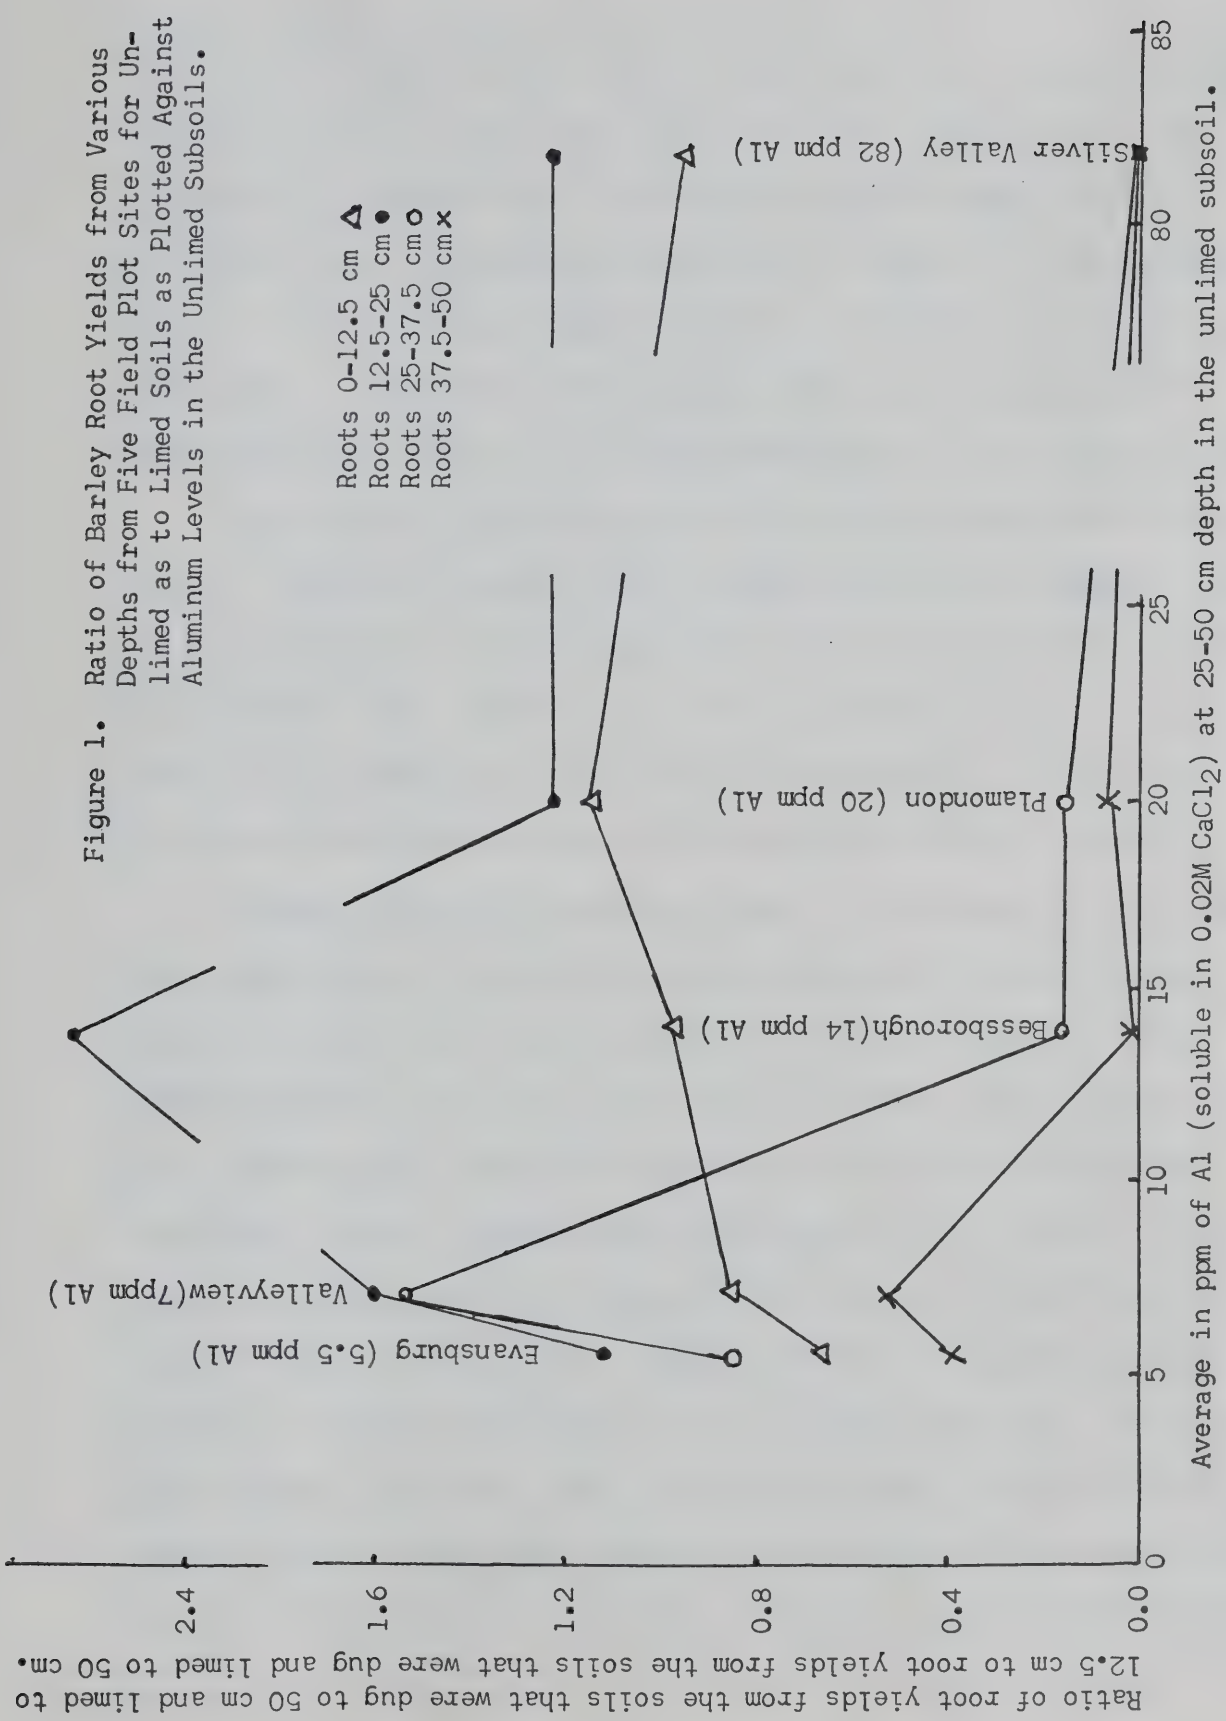 Figure 1. Ratio of Barley Root Yields from Various
Depths from Five Field Plot Sites for Un-
limed as to Limed Soils as Plotted Against
Aluminum Levels in the Unlimed Subsoils.
Roots 0-12.5 cm △
Roots 12.5-25 cm ●
Roots 25-37.5 cm o
Roots 37.5-50 cm x
Ratio of root yields from the soils that were dug to 50 cm and limed to
12.5 cm to root yields from the soils that were dug and limed to 50 cm.
2.4
1.6
1.2
0.8
0.4
0.0
Evansburg (5.5 ppm Al)
Valleyview(7ppm Al)
Bessborough(14 ppm Al)
Plamondon (20 ppm Al)
Silver Valley (82 ppm Al)
0 5 10 15 20 25 80 85
Average in ppm of Al (soluble in 0.02M CaCl2) at 25-50 cm depth in the unlimed subsoil.